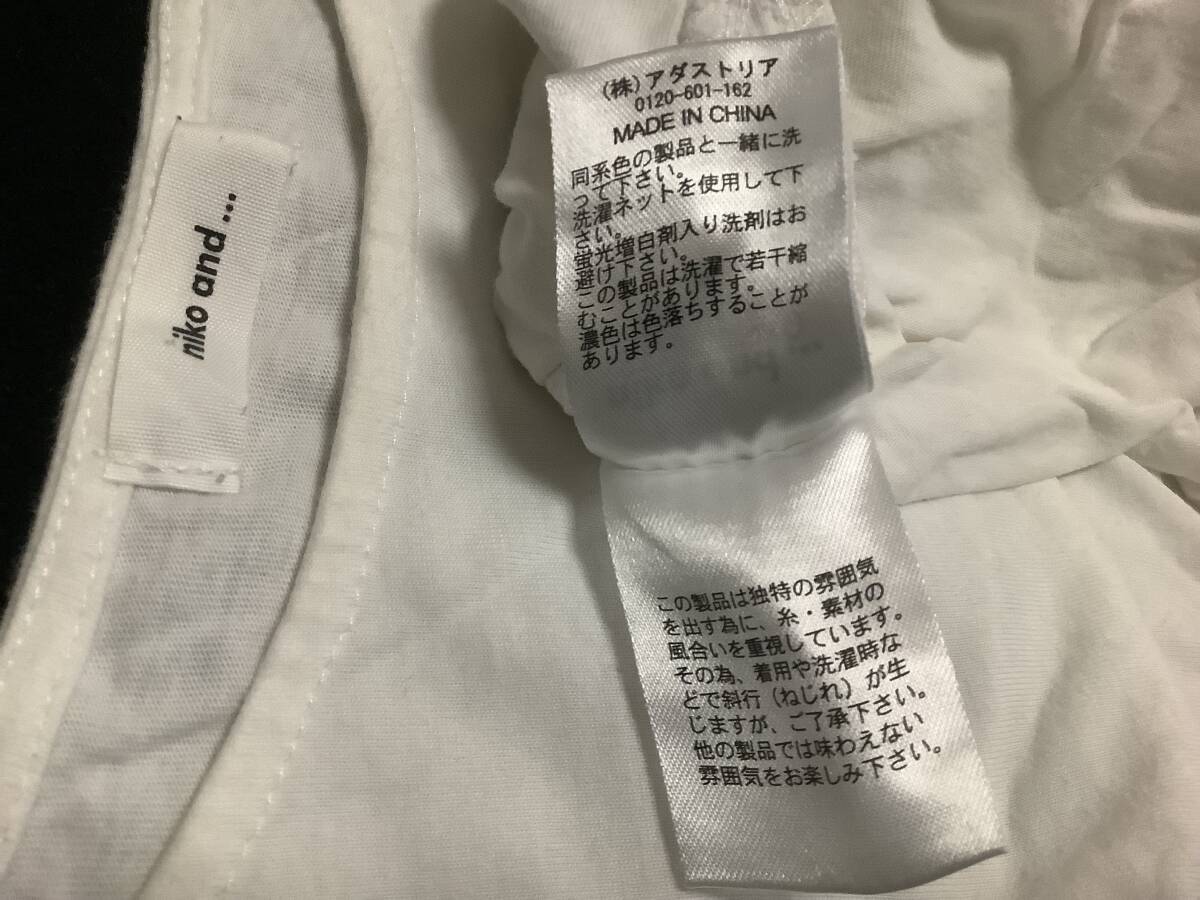 niko and ...
(株)アダストリア
0120-601-162
MADE IN CHINA
同系色の製品と一緒に洗
って下さい。
洗濯ネットを使用して下
さい。
蛍光増白剤入り洗剤はお
避け下さい。
この製品は洗濯で若干縮
むことがあります。
濃色は色落ちすることが
あります。
この製品は独特の雰囲気
を出す為に、糸・素材の
風合いを重視しています。
その為、着用や洗濯時な
どで斜行（ねじれ）が生
じますが、ご了承下さい。
他の製品では味わえない
雰囲気をお楽しみ下さい。